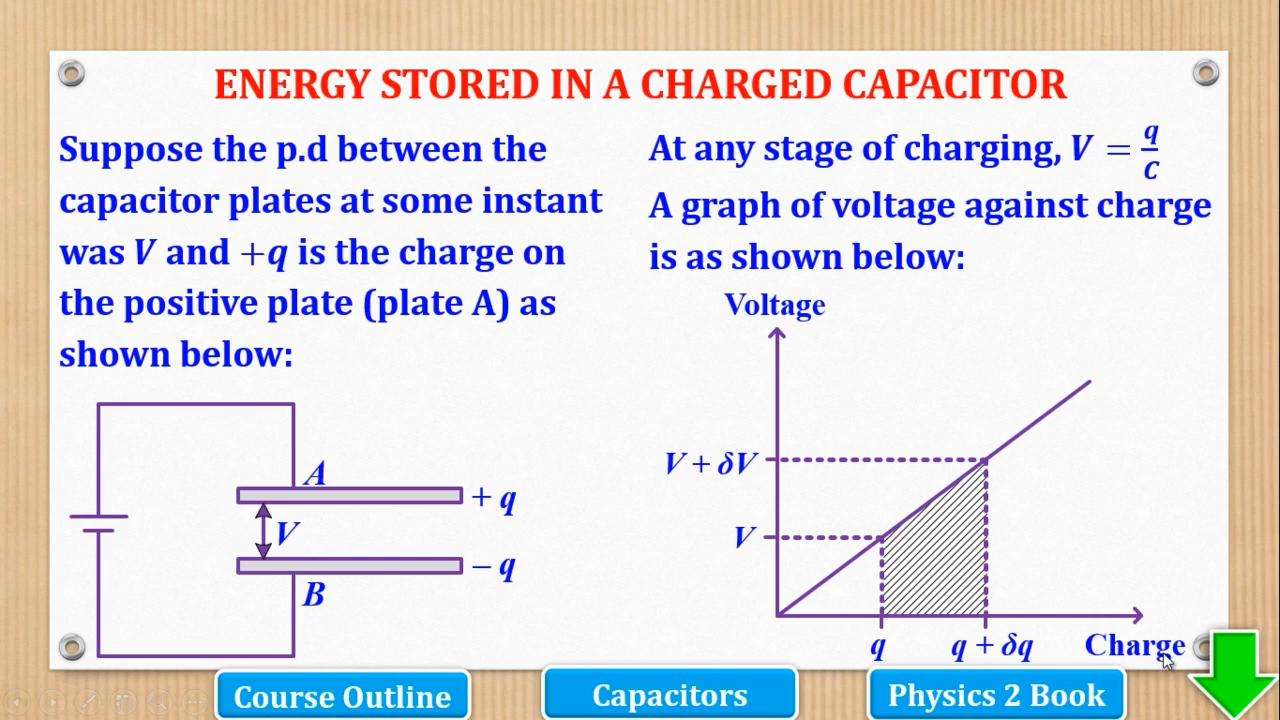 ENERGY STORED IN A CHARGED CAPACITOR
Suppose the p.d between the
capacitor plates at some instant
was V and +q is the charge on
the positive plate (plate A) as
shown below:
A
+ q
V
− q
B
At any stage of charging, V = q/C
A graph of voltage against charge
is as shown below:
Voltage
V + δV
V
q
q + δq
Charge
Course Outline
Capacitors
Physics 2 Book